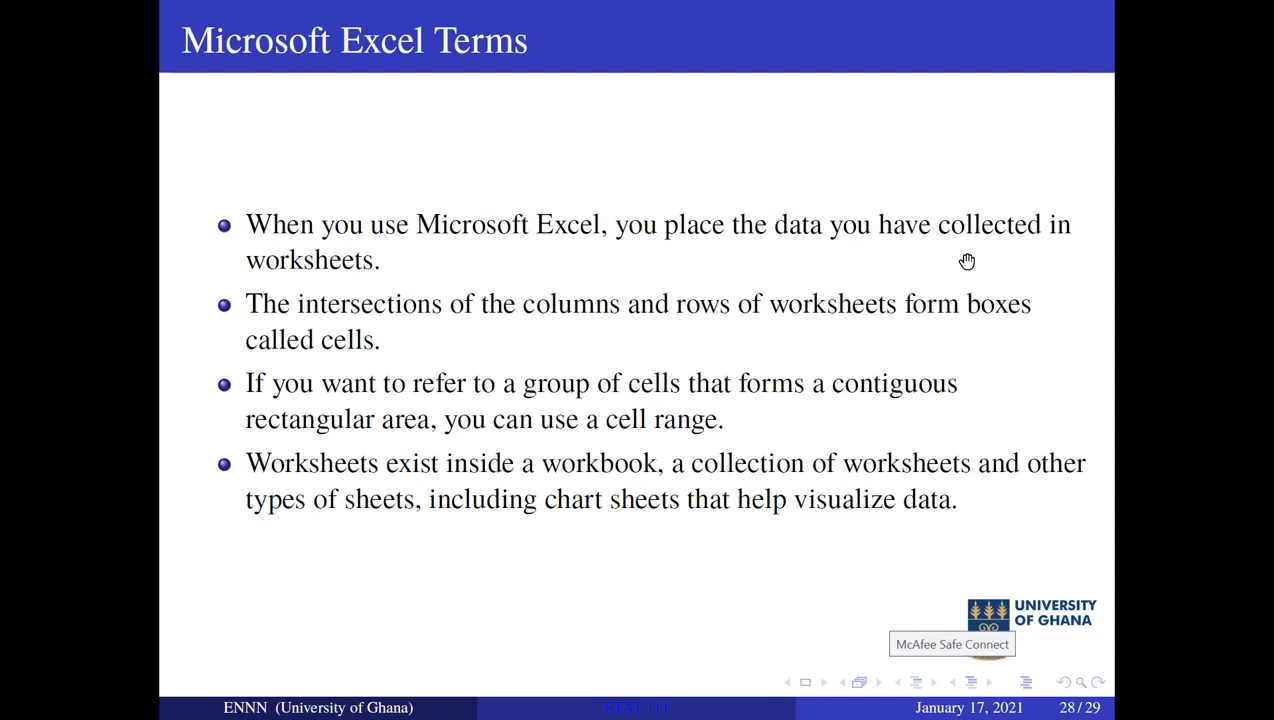 Microsoft Excel Terms
When you use Microsoft Excel, you place the data you have collected in
worksheets.
The intersections of the columns and rows of worksheets form boxes
called cells.
If you want to refer to a group of cells that forms a contiguous
rectangular area, you can use a cell range.
Worksheets exist inside a workbook, a collection of worksheets and other
types of sheets, including chart sheets that help visualize data.
UNIVERSITY
OF GHANA
McAfee Safe Connect
ENNN (University of Ghana) STAT 111 January 17, 2021 28 / 29